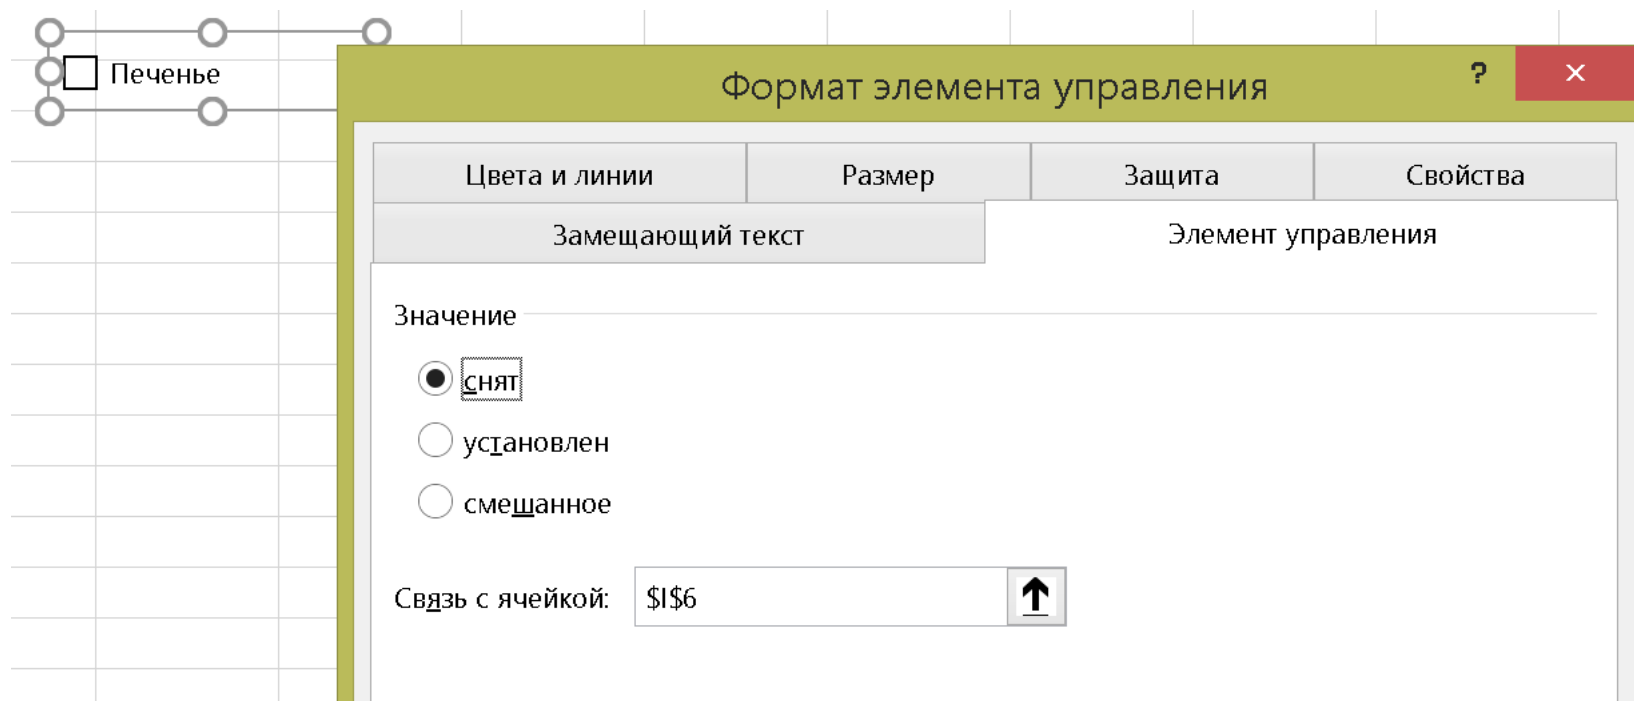 Печенье
Формат элемента управления
?
Цвета и линии
Размер
Защита
Свойства
Замещающий текст
Элемент управления
Значение
снят
установлен
смешанное
Связь с ячейкой: $I$6